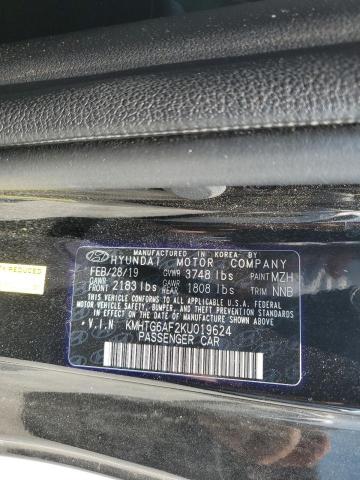 MANUFACTURED IN KOREA BY
HYUNDAI MOTOR COMPANY
FEB/28/19 GVWR 3748 lbs PAINT MZH
GAWR FRONT 2183 lbs GAWR REAR 1808 lbs TRIM NNB
THIS VEHICLE CONFORMS TO ALL APPLICABLE U.S.
FEDERAL MOTOR VEHICLE SAFETY, BUMPER, AND
THEFT PREVENTION STANDARDS IN EFFECT ON THE
DATE OF MANUFACTURE SHOWN ABOVE.
V.I.N KMHTG6AF2KU019624
PASSENGER CAR
TY REDUCED